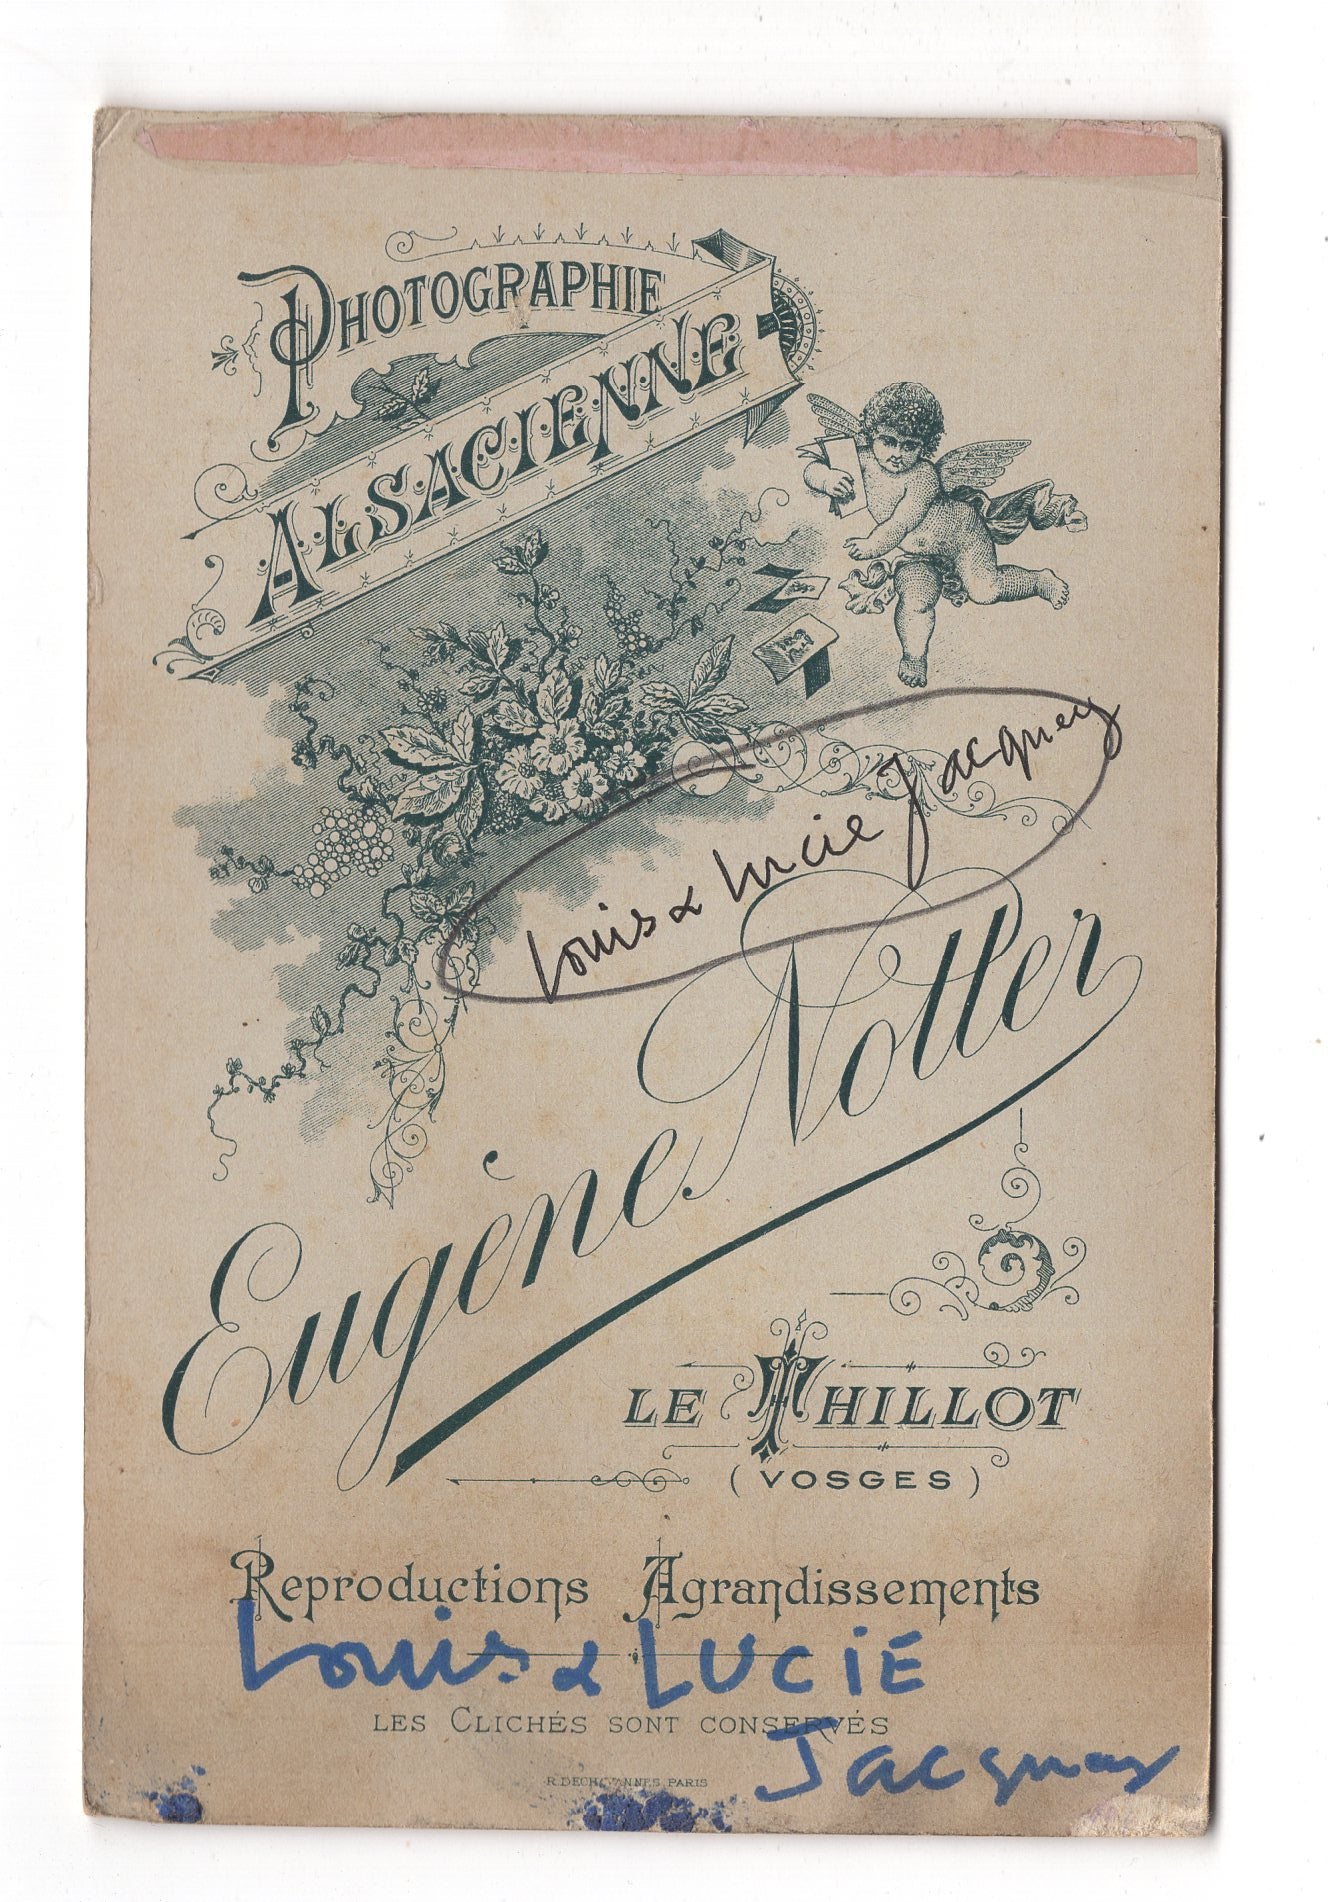 PHOTOGRAPHIE
ALSACIENNE
Louis & Lucie Jacquey
Eugène Notter
LE THILLOT
(VOSGES)
Reproductions Agrandissements
Louis & LUCIE
LES CLICHÉS SONT CONSERVÉS
Jacquey
R. DECHAVANNES. PARIS